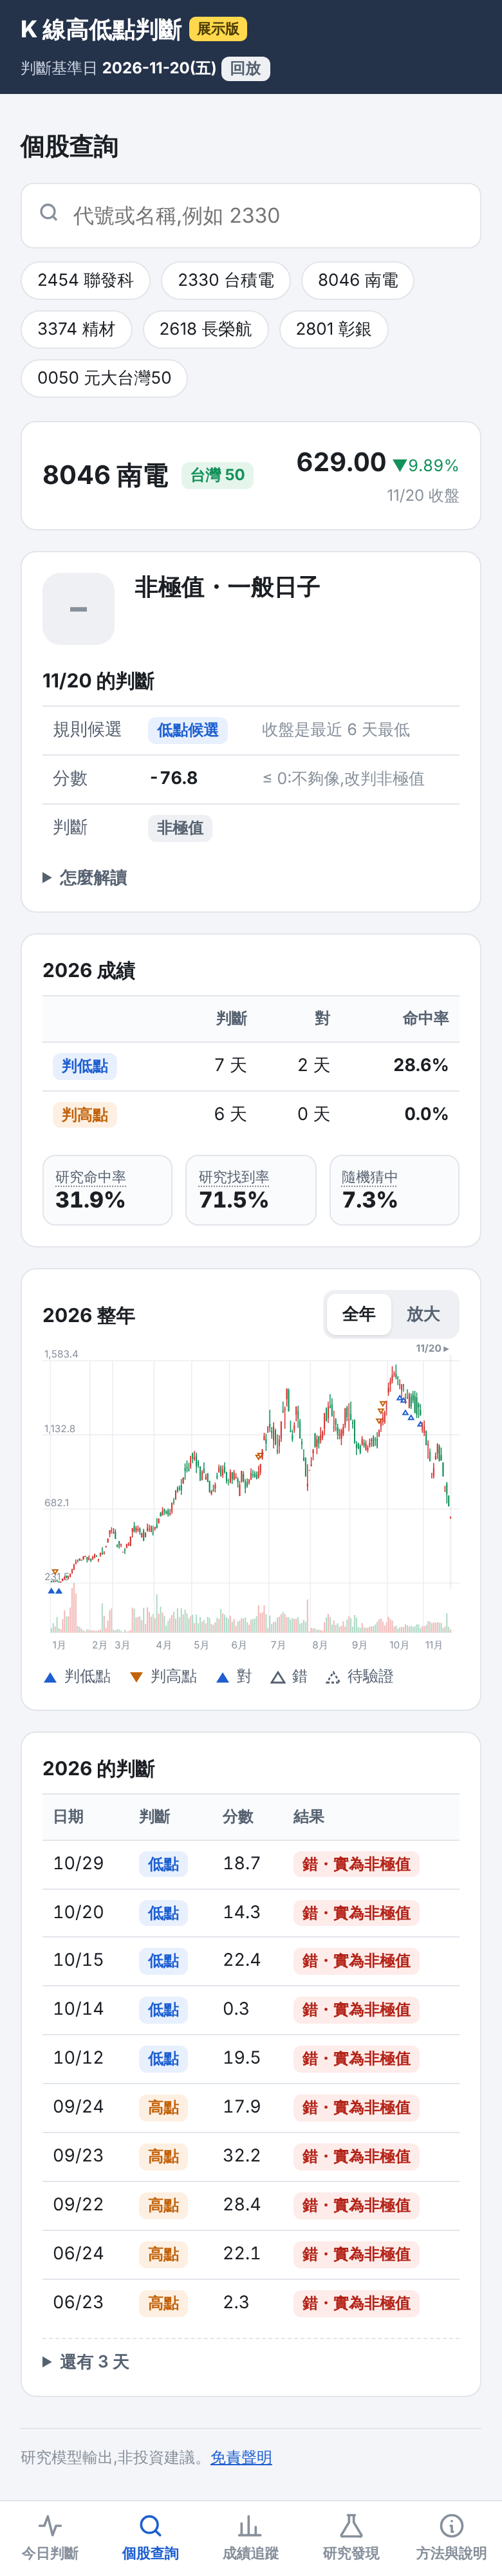 K 線高低點判斷 展示版
判斷基準日 2026-11-20(五) 回放
個股查詢
代號或名稱,例如 2330
2454 聯發科 2330 台積電 8046 南電
3374 精材 2618 長榮航 2801 彰銀
0050 元大台灣50
8046 南電 台灣 50 629.00 ▼9.89%
11/20 收盤
– 非極值・一般日子
11/20 的判斷
規則候選 低點候選 收盤是最近 6 天最低
分數 -76.8 ≤ 0:不夠像,改判非極值
判斷 非極值
▶ 怎麼解讀
2026 成績
判斷 對 命中率
判低點 7 天 2 天 28.6%
判高點 6 天 0 天 0.0%
研究命中率 研究找到率 隨機猜中
31.9% 71.5% 7.3%
2026 整年 全年 放大
11/20 ▸
1,583.4
1,132.8
682.1
1月 2月 3月 4月 5月 6月 7月 8月 9月 10月 11月
▲ 判低點 ▼ 判高點 ▲ 對 △ 錯 待驗證
2026 的判斷
日期 判斷 分數 結果
10/29 低點 18.7 錯・實為非極值
10/20 低點 14.3 錯・實為非極值
10/15 低點 22.4 錯・實為非極值
10/14 低點 0.3 錯・實為非極值
10/12 低點 19.5 錯・實為非極值
09/24 高點 17.9 錯・實為非極值
09/23 高點 32.2 錯・實為非極值
09/22 高點 28.4 錯・實為非極值
06/24 高點 22.1 錯・實為非極值
06/23 高點 2.3 錯・實為非極值
▶ 還有 3 天
研究模型輸出,非投資建議。免責聲明
今日判斷 個股查詢 成績追蹤 研究發現 方法與說明